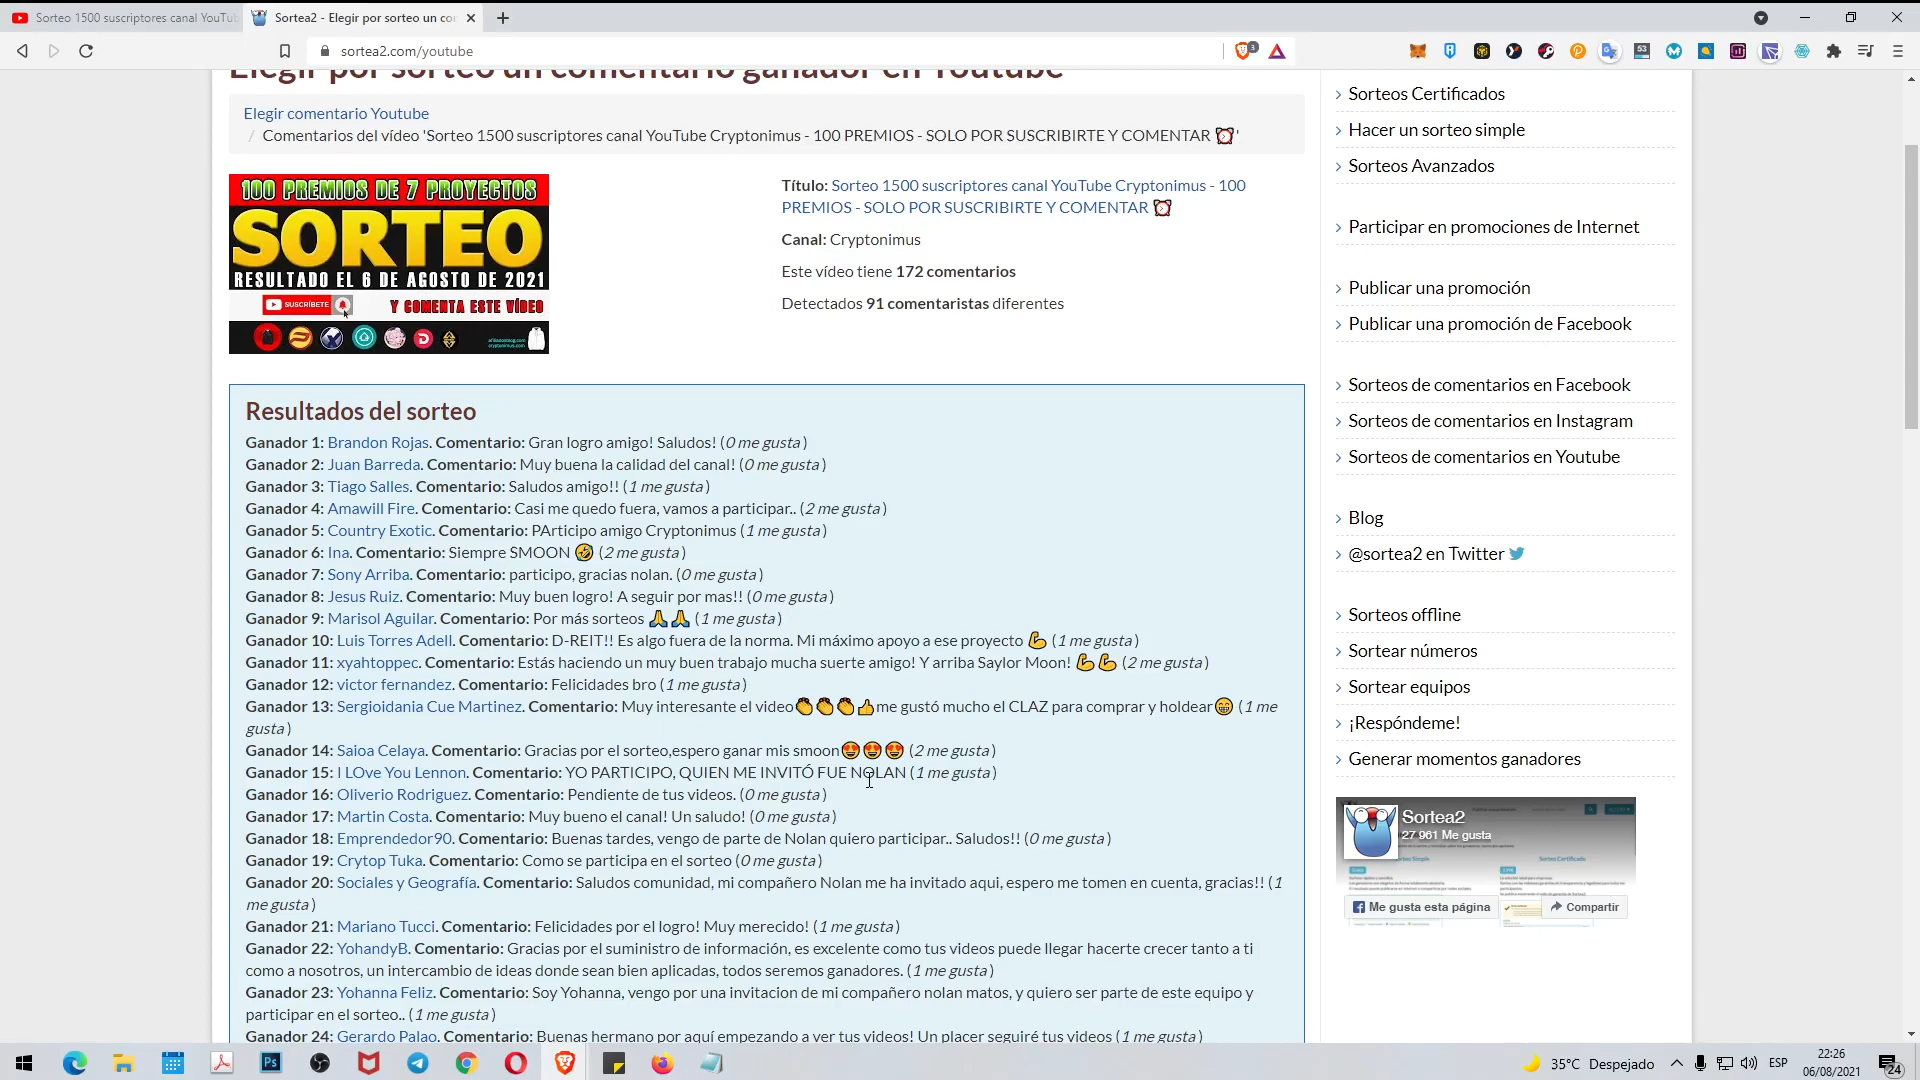 Sorteo 1500 suscriptores canal YouTub
Sortea2 - Elegir por sorteo un co
sortea2.com/youtube
3
53
Elegir por sorteo un comentario ganador en Youtube
Elegir comentario Youtube
/ Comentarios del vídeo 'Sorteo 1500 suscriptores canal YouTube Cryptonimus - 100 PREMIOS - SOLO POR SUSCRIBIRTE Y COMENTAR ⏰'
100 PREMIOS DE 7 PROYECTOS
SORTEO
RESULTADO EL 6 DE AGOSTO DE 2021
SUSCRÍBETE
Y COMENTA ESTE VÍDEO
Título: Sorteo 1500 suscriptores canal YouTube Cryptonimus - 100
PREMIOS - SOLO POR SUSCRIBIRTE Y COMENTAR ⏰
Canal: Cryptonimus
Este vídeo tiene 172 comentarios
Detectados 91 comentaristas diferentes
Resultados del sorteo
Ganador 1: Brandon Rojas. Comentario: Gran logro amigo! Saludos! (0 me gusta)
Ganador 2: Juan Barreda. Comentario: Muy buena la calidad del canal! (0 me gusta)
Ganador 3: Tiago Salles. Comentario: Saludos amigo!! (1 me gusta)
Ganador 4: Amawill Fire. Comentario: Casi me quedo fuera, vamos a participar.. (2 me gusta)
Ganador 5: Country Exotic. Comentario: PArticipo amigo Cryptonimus (1 me gusta)
Ganador 6: Ina. Comentario: Siempre SMOON 🤣 (2 me gusta)
Ganador 7: Sony Arriba. Comentario: participo, gracias nolan. (0 me gusta)
Ganador 8: Jesus Ruiz. Comentario: Muy buen logro! A seguir por mas!! (0 me gusta)
Ganador 9: Marisol Aguilar. Comentario: Por más sorteos 🙏🙏 (1 me gusta)
Ganador 10: Luis Torres Adell. Comentario: D-REIT!! Es algo fuera de la norma. Mi máximo apoyo a ese proyecto 💪 (1 me gusta)
Ganador 11: xyahtoppec. Comentario: Estás haciendo un muy buen trabajo mucha suerte amigo! Y arriba Saylor Moon! 💪💪 (2 me gusta)
Ganador 12: victor fernandez. Comentario: Felicidades bro (1 me gusta)
Ganador 13: Sergioidania Cue Martinez. Comentario: Muy interesante el video👏👏👏👍me gustó mucho el CLAZ para comprar y holdear😁 (1 me
gusta)
Ganador 14: Saioa Celaya. Comentario: Gracias por el sorteo,espero ganar mis smoon😍😍😍 (2 me gusta)
Ganador 15: I LOve You Lennon. Comentario: YO PARTICIPO, QUIEN ME INVITÓ FUE NOLAN (1 me gusta)
Ganador 16: Oliverio Rodriguez. Comentario: Pendiente de tus videos. (0 me gusta)
Ganador 17: Martin Costa. Comentario: Muy bueno el canal! Un saludo! (0 me gusta)
Ganador 18: Emprendedor90. Comentario: Buenas tardes, vengo de parte de Nolan quiero participar.. Saludos!! (0 me gusta)
Ganador 19: Crytop Tuka. Comentario: Como se participa en el sorteo (0 me gusta)
Ganador 20: Sociales y Geografía. Comentario: Saludos comunidad, mi compañero Nolan me ha invitado aqui, espero me tomen en cuenta, gracias!! (1
me gusta)
Ganador 21: Mariano Tucci. Comentario: Felicidades por el logro! Muy merecido! (1 me gusta)
Ganador 22: YohandyB. Comentario: Gracias por el suministro de información, es excelente como tus videos puede llegar hacerte crecer tanto a ti
como a nosotros, un intercambio de ideas donde sean bien aplicadas, todos seremos ganadores. (1 me gusta)
Ganador 23: Yohanna Feliz. Comentario: Soy Yohanna, vengo por una invitacion de mi compañero nolan matos, y quiero ser parte de este equipo y
participar en el sorteo.. (1 me gusta)
Ganador 24: Gerardo Palao. Comentario: Buenas hermano por aquí empezando a ver tus videos! Un placer seguiré tus videos (1 me gusta)
Sorteos Certificados
Hacer un sorteo simple
Sorteos Avanzados
Participar en promociones de Internet
Publicar una promoción
Publicar una promoción de Facebook
Sorteos de comentarios en Facebook
Sorteos de comentarios en Instagram
Sorteos de comentarios en Youtube
Blog
@sortea2 en Twitter
Sorteos offline
Sortear números
Sortear equipos
¡Respóndeme!
Generar momentos ganadores
Sortea2
27 961 Me gusta
Me gusta esta página
Compartir
35°C Despejado
ESP
22:26
06/08/2021
24